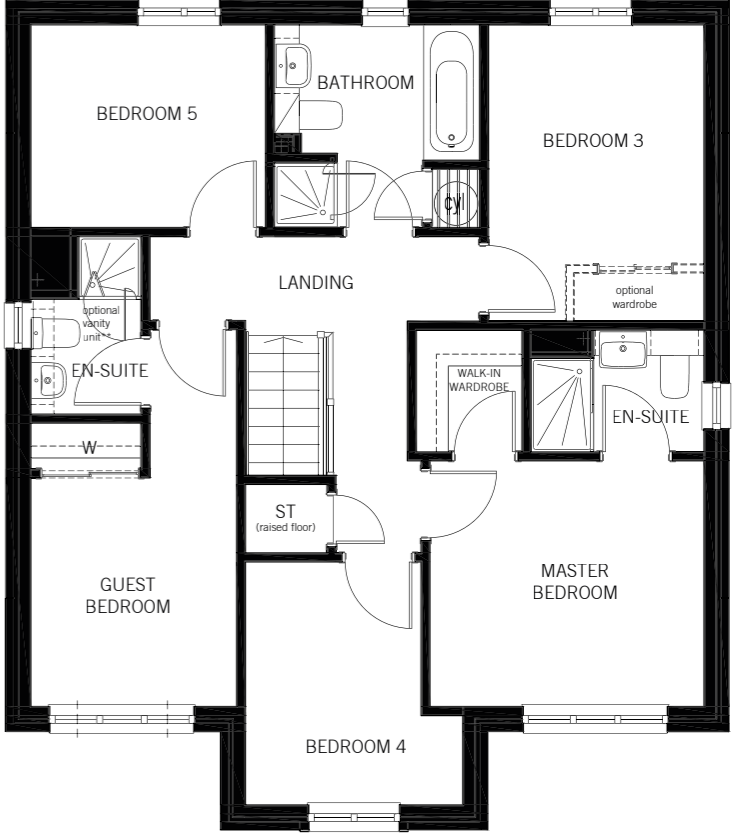 BATHROOM
BEDROOM 5
BEDROOM 3
cyl
LANDING
optional
wardrobe
optional
vanity
unit**
EN-SUITE
WALK-IN
WARDROBE
EN-SUITE
W
ST
(raised floor)
GUEST
BEDROOM
MASTER
BEDROOM
BEDROOM 4